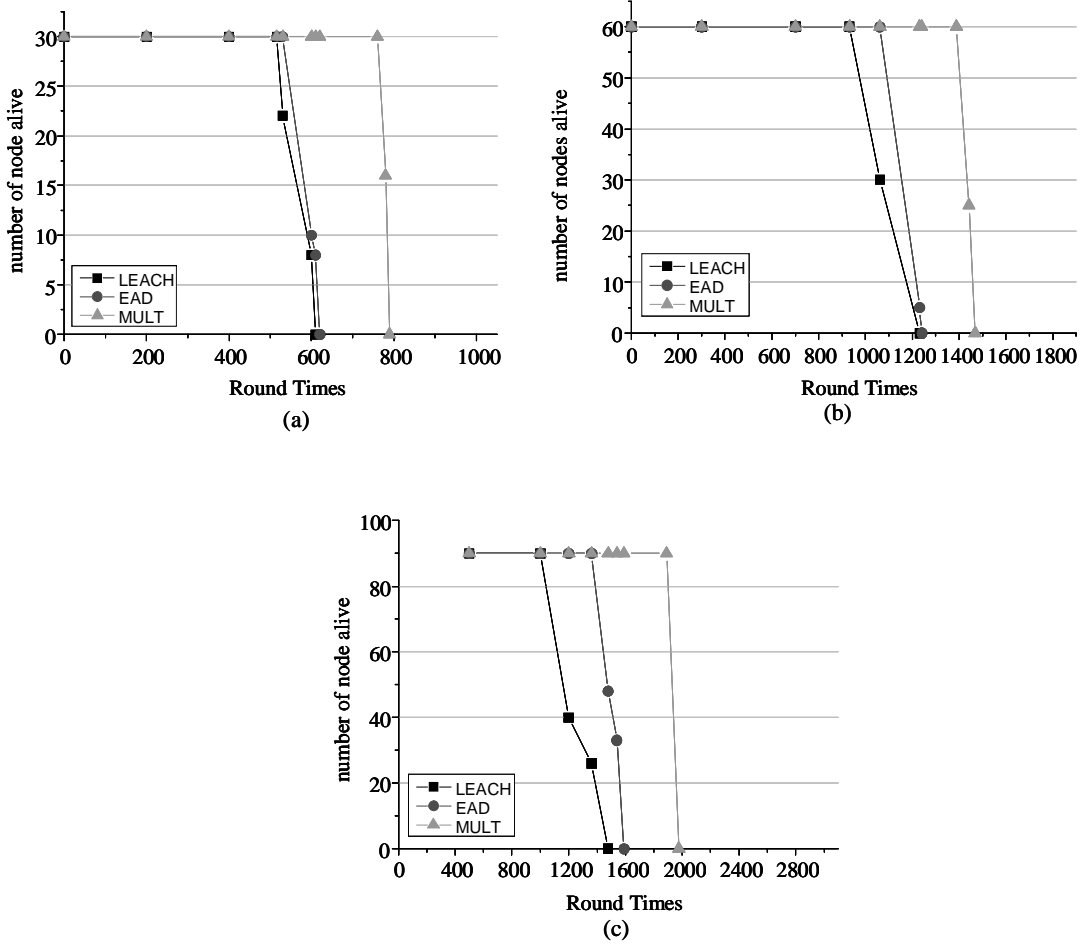 30
25
20
15
10
5
0
number of node alive
LEACH
EAD
MULT
0 200 400 600 800 1000
Round Times
(a)
60
50
40
30
20
10
0
number of nodes alive
LEACH
EAD
MULT
0 200 400 600 800 1000 1200 1400 1600 1800
Round Times
(b)
100
80
60
40
20
0
number of node alive
LEACH
EAD
MULT
0 400 800 1200 1600 2000 2400 2800
Round Times
(c)